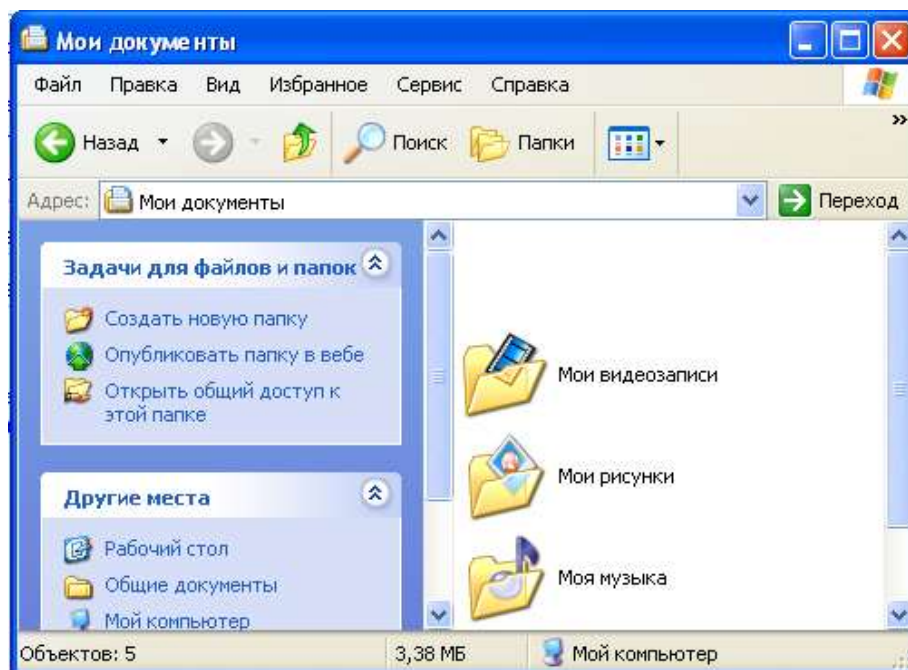 Мои документы
Файл Правка Вид Избранное Сервис Справка
Назад Поиск Папки »
Адрес: Мои документы Переход
Задачи для файлов и папок
Создать новую папку
Опубликовать папку в вебе
Открыть общий доступ к
этой папке
Другие места
Рабочий стол
Общие документы
Мой компьютер
Мои видеозаписи
Мои рисунки
Моя музыка
Объектов: 5 3,38 МБ Мой компьютер